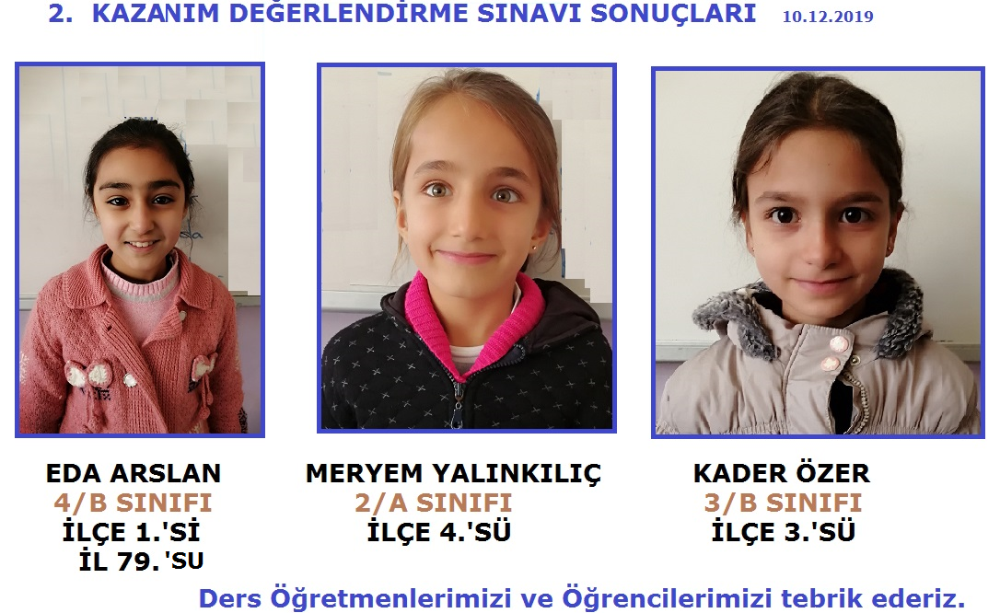 2. KAZANIM DEĞERLENDİRME SINAVI SONUÇLARI 10.12.2019
EDA ARSLAN
4/B SINIFI
İLÇE 1.'Sİ
İL 79.'SU
MERYEM YALINKILIÇ
2/A SINIFI
İLÇE 4.'SÜ
KADER ÖZER
3/B SINIFI
İLÇE 3.'SÜ
Ders Öğretmenlerimizi ve Öğrencilerimizi tebrik ederiz.